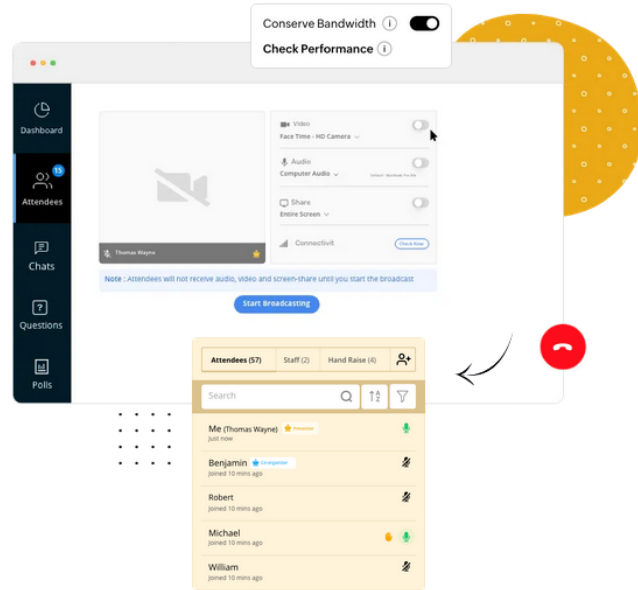 Conserve Bandwidth
Check Performance
Dashboard
15
Attendees
Chats
Questions
Polls
Video
Face Time - HD Camera
Audio
Computer Audio
Share
Entire Screen
Connectivit
Check Now
Thomas Wayne
Note : Attendees will not receive audio, video and screen-share until you start the broadcast
Start Broadcasting
Attendees (57) Staff (2) Hand Raise (4)
Search
Me (Thomas Wayne) Presenter
Just now
Benjamin Co-organizer
Joined 10 mins ago
Robert
Joined 10 mins ago
Michael
Joined 10 mins ago
William
Joined 10 mins ago